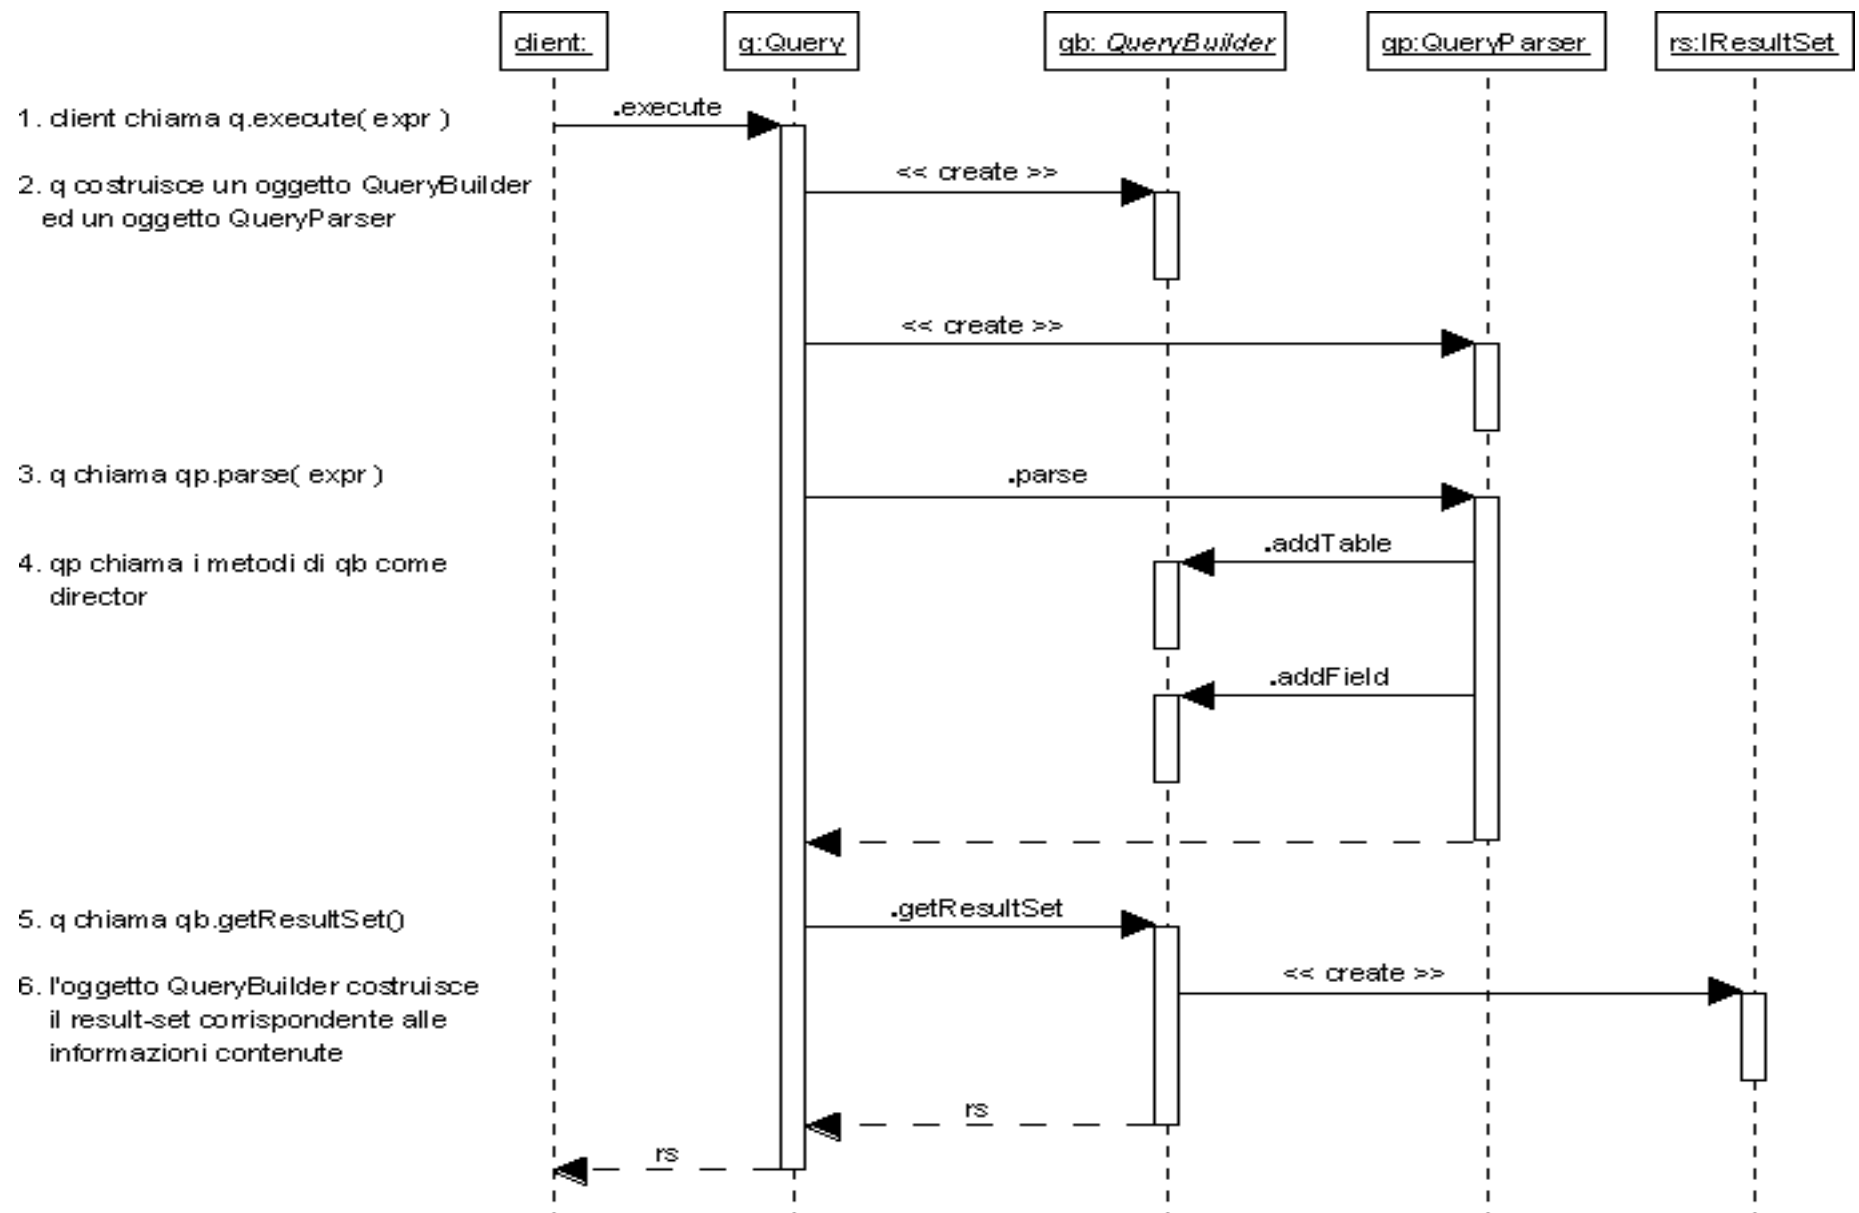 client:
q:Query
qb: QueryBuilder
qp:QueryParser
rs:IResultSet
.execute
1. client chiama q.execute( expr )
<< create >>
2. q costruisce un oggetto QueryBuilder
ed un oggetto QueryParser
<< create >>
3. q chiama qp.parse( expr )
.parse
.addTable
4. qp chiama i metodi di qb come
director
.addField
5. q chiama qb.getResultSet()
.getResultSet
<< create >>
6. l'oggetto QueryBuilder costruisce
il result-set corrispondente alle
informazioni contenute
rs
rs